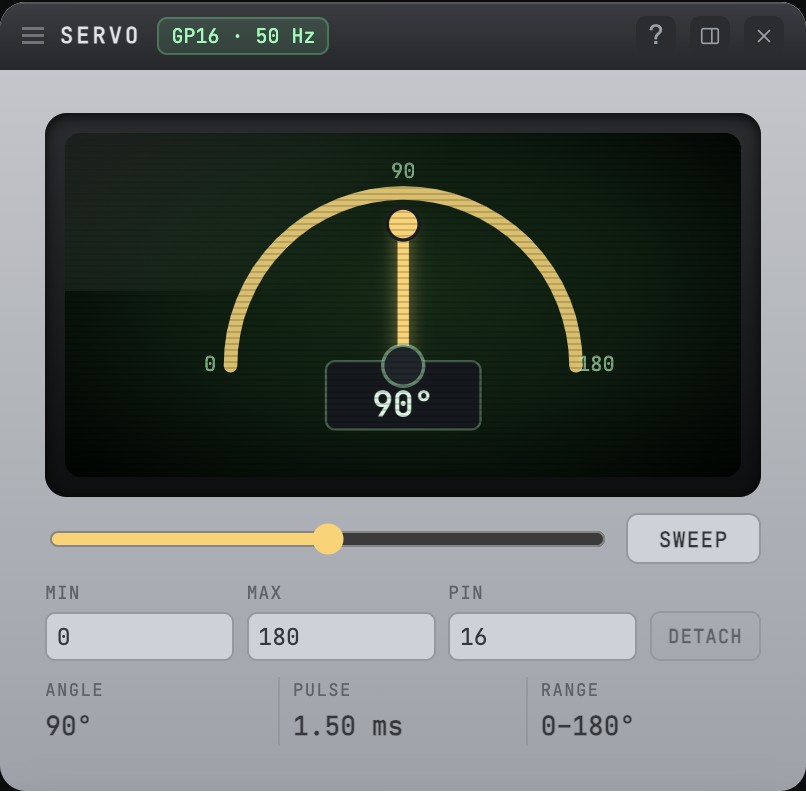 SERVO
GP16 · 50 Hz
?
90
0
180
90°
SWEEP
MIN
MAX
PIN
0
180
16
DETACH
ANGLE
PULSE
RANGE
90°
1.50 ms
0–180°